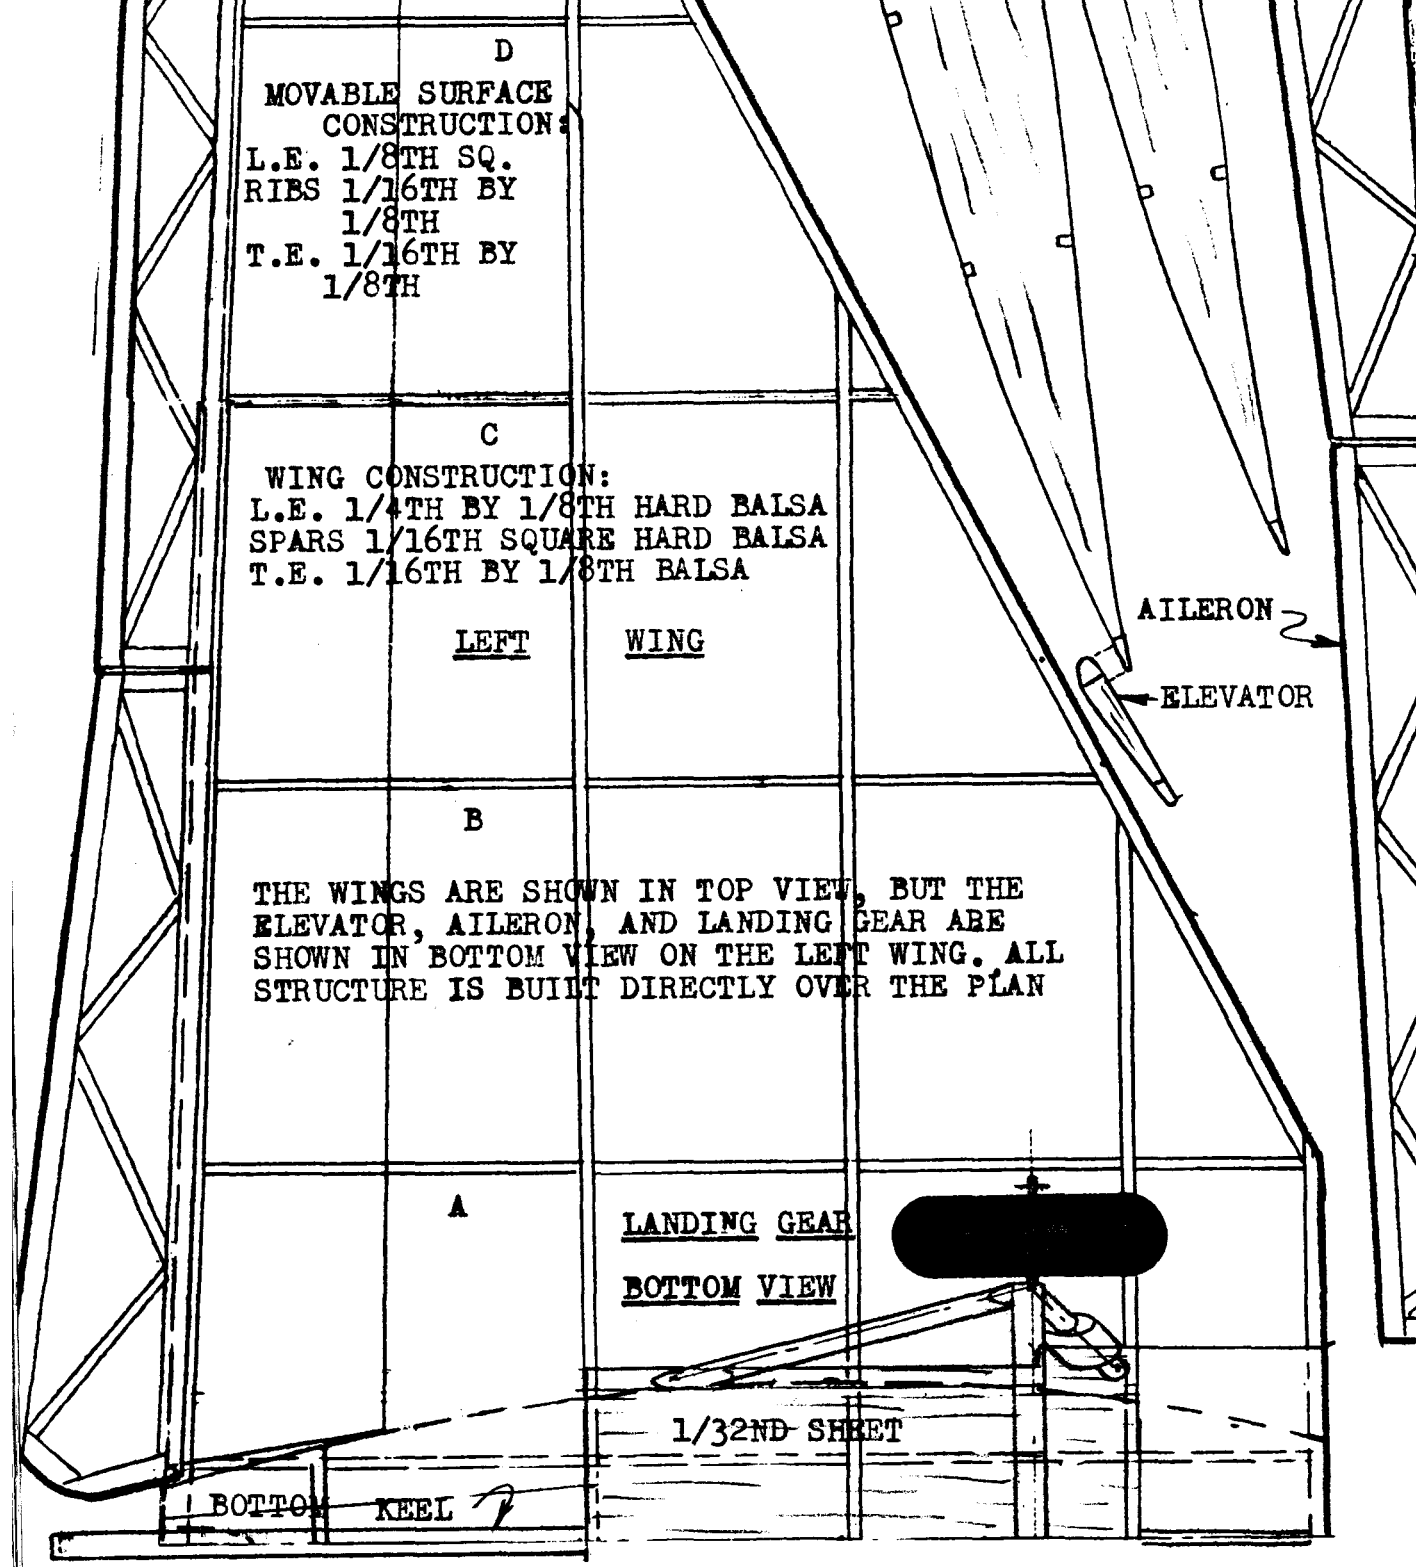 D
MOVABLE SURFACE
CONSTRUCTION:
L.E. 1/8TH SQ.
RIBS 1/16TH BY
1/8TH
T.E. 1/16TH BY
1/8TH
C
WING CONSTRUCTION:
L.E. 1/4TH BY 1/8TH HARD BALSA
SPARS 1/16TH SQUARE HARD BALSA
T.E. 1/16TH BY 1/8TH BALSA
LEFT WING
AILERON
ELEVATOR
B
THE WINGS ARE SHOWN IN TOP VIEW, BUT THE
ELEVATOR, AILERON, AND LANDING GEAR ARE
SHOWN IN BOTTOM VIEW ON THE LEFT WING. ALL
STRUCTURE IS BUILT DIRECTLY OVER THE PLAN
A
LANDING GEAR
BOTTOM VIEW
1/32ND SHEET
BOTTOM KEEL